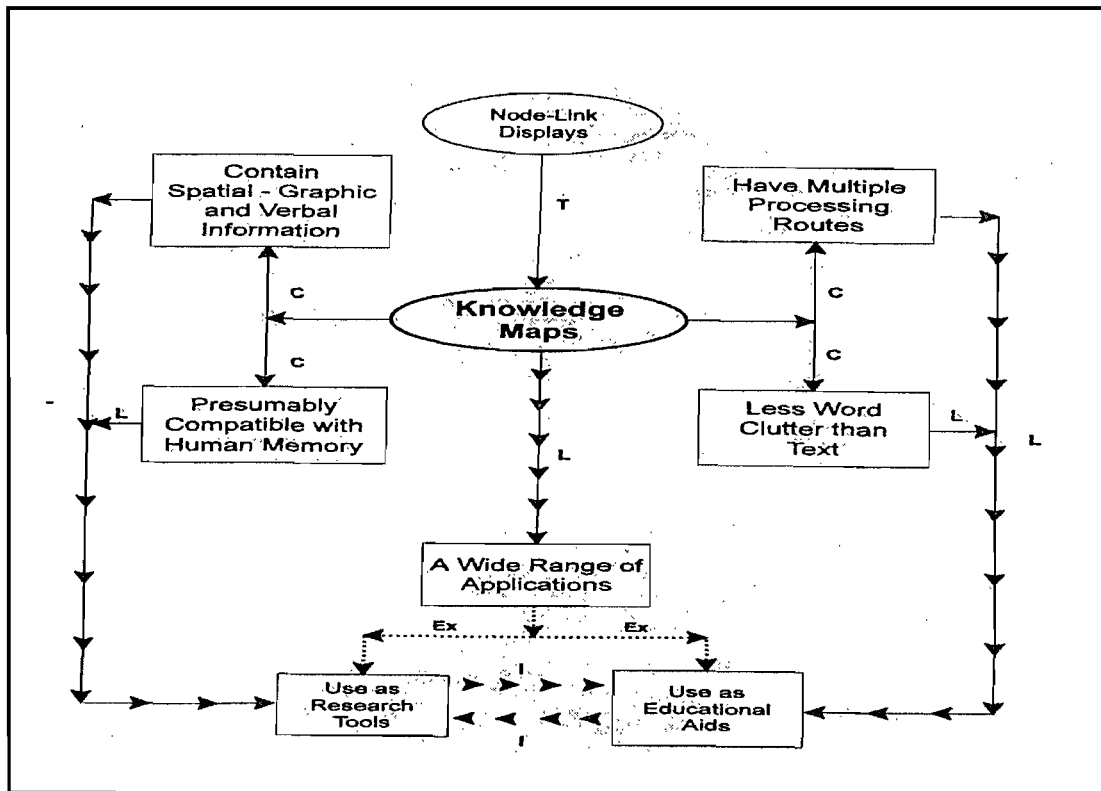 Node-Link
Displays
Contain
Spatial - Graphic
and Verbal
Information
Have Multiple
Processing
Routes
T
C
C
Knowledge
Maps
C
C
Presumably
Compatible with
Human Memory
L
Less Word
Clutter than
Text
L
L
L
A Wide Range of
Applications
Ex
Ex
Use as
Research
Tools
I
I
Use as
Educational
Aids